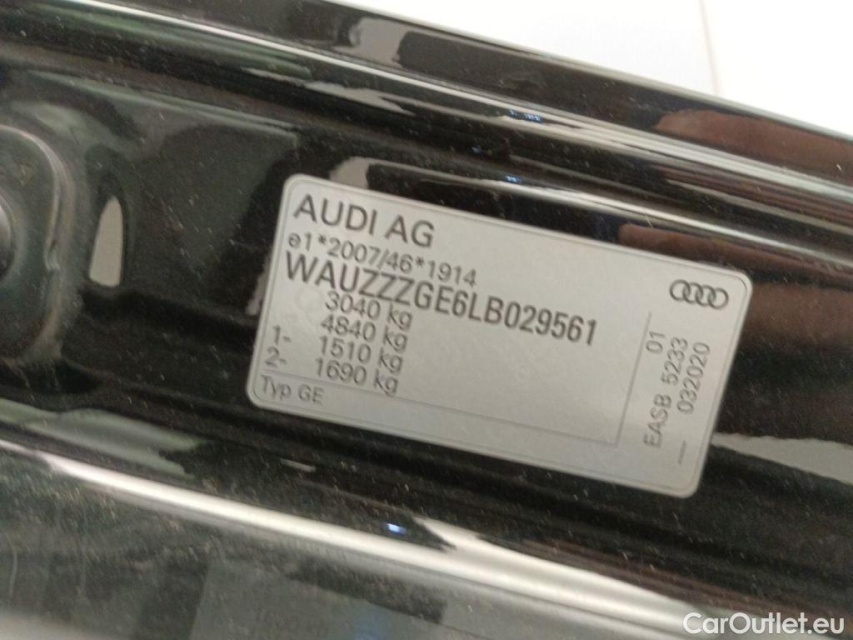 AUDI AG
e1*2007/46*1914
WAUZZZGE6LB029561
3040 kg
4840 kg
1- 1510 kg
2- 1690 kg
Typ GE
01
EASB 5233
032020
CarOutlet.eu